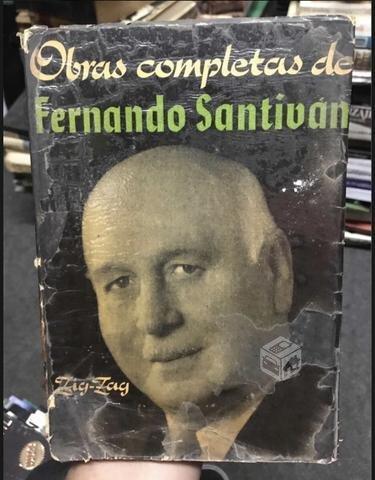 Obras completas de
Fernando Santiván
Zig-Zag